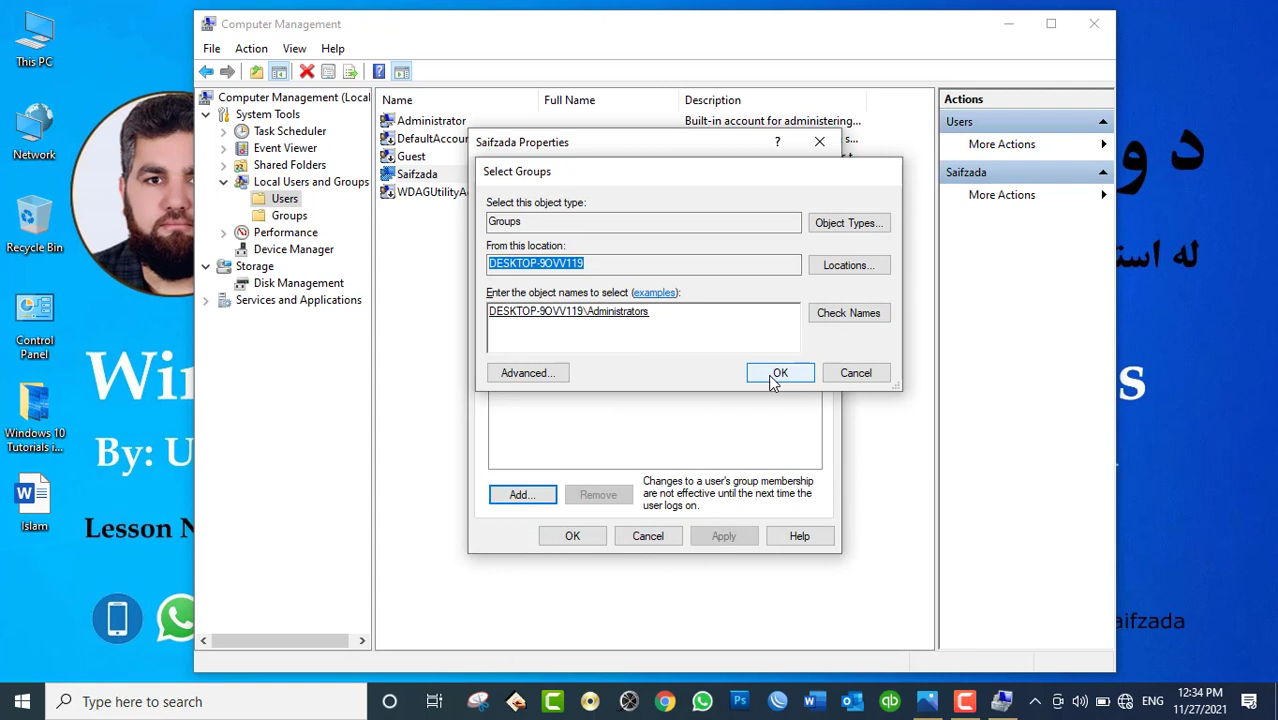 This PC
Network
Recycle Bin
Control
Panel
Windows 10
Tutorials i...
Islam
Computer Management
File Action View Help
Computer Management (Local
System Tools
Task Scheduler
Event Viewer
Shared Folders
Local Users and Groups
Users
Groups
Performance
Device Manager
Storage
Disk Management
Services and Applications
Name Full Name Description
Administrator Built-in account for administering...
DefaultAccou
Guest
Saifzada
WDAGUtilityA
Actions
Users
More Actions
Saifzada
More Actions
Saifzada Properties
Select Groups
Select this object type:
Groups
Object Types...
From this location:
DESKTOP-9OVV119
Locations...
Enter the object names to select (examples):
DESKTOP-9OVV119\Administrators
Check Names
Advanced... OK Cancel
Add... Remove
Changes to a user's group membership
are not effective until the next time the
user logs on.
OK Cancel Apply Help
Wi
By: U
Lesson N
د و
له است
s
aifzada
Type here to search
ENG
12:34 PM
11/27/2021